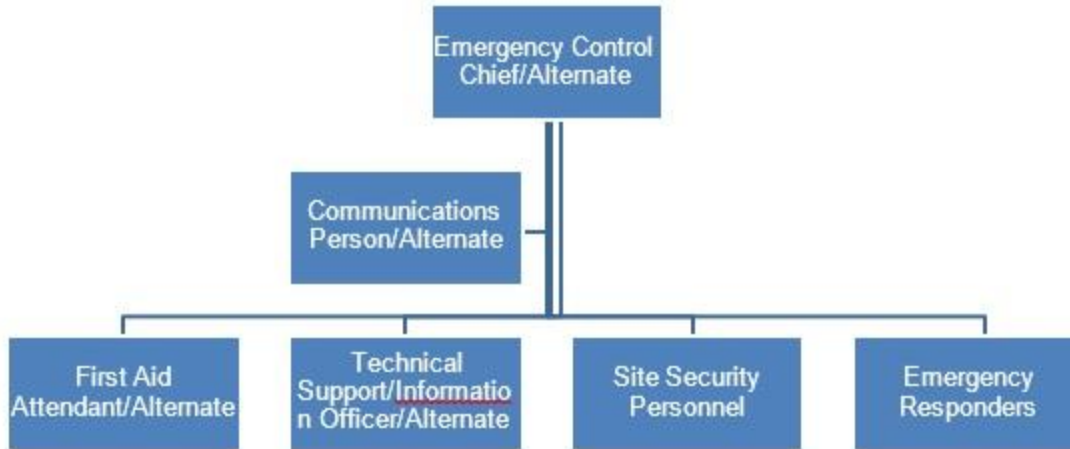 Emergency Control
Chief/Alternate
Communications
Person/Alternate
First Aid
Attendant/Alternate
Technical
Support/Informatio
n Officer/Alternate
Site Security
Personnel
Emergency
Responders